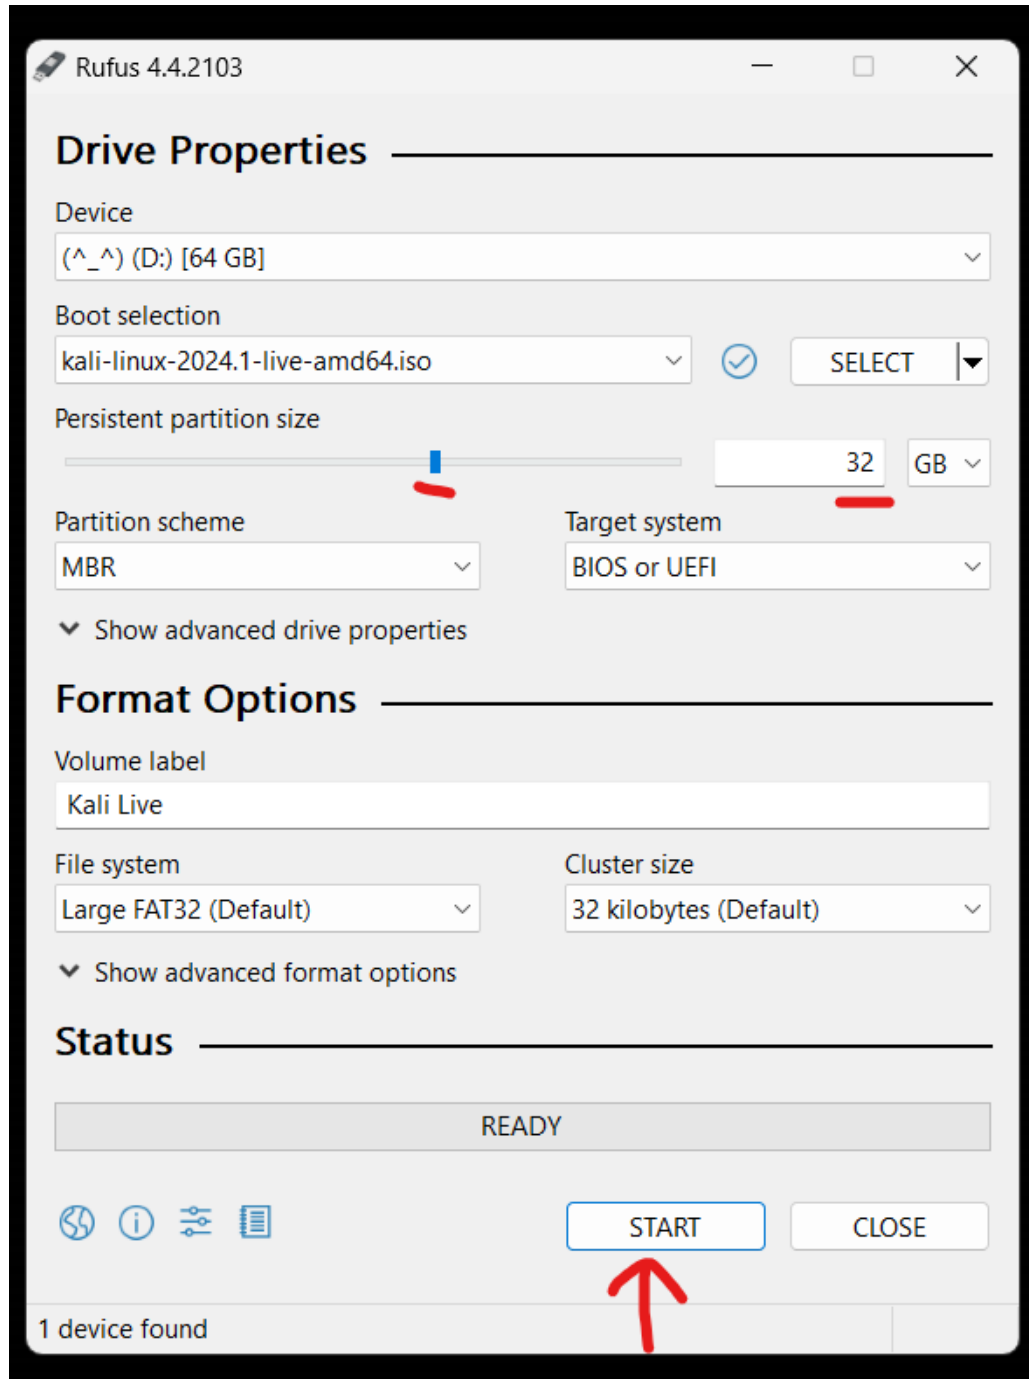 Rufus 4.4.2103
Drive Properties
Device
(^_^) (D:) [64 GB]
Boot selection
kali-linux-2024.1-live-amd64.iso SELECT
Persistent partition size
32 GB
Partition scheme Target system
MBR BIOS or UEFI
Show advanced drive properties
Format Options
Volume label
Kali Live
File system Cluster size
Large FAT32 (Default) 32 kilobytes (Default)
Show advanced format options
Status
READY
START CLOSE
1 device found